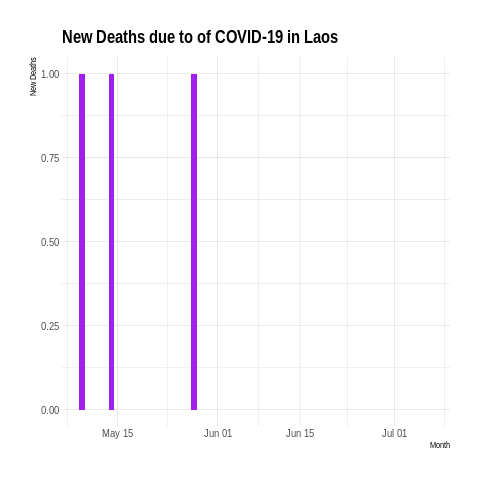 New Deaths due to of COVID-19 in Laos
New Deaths
1.00
0.75
0.50
0.25
0.00
May 15
Jun 01
Jun 15
Jul 01
Month